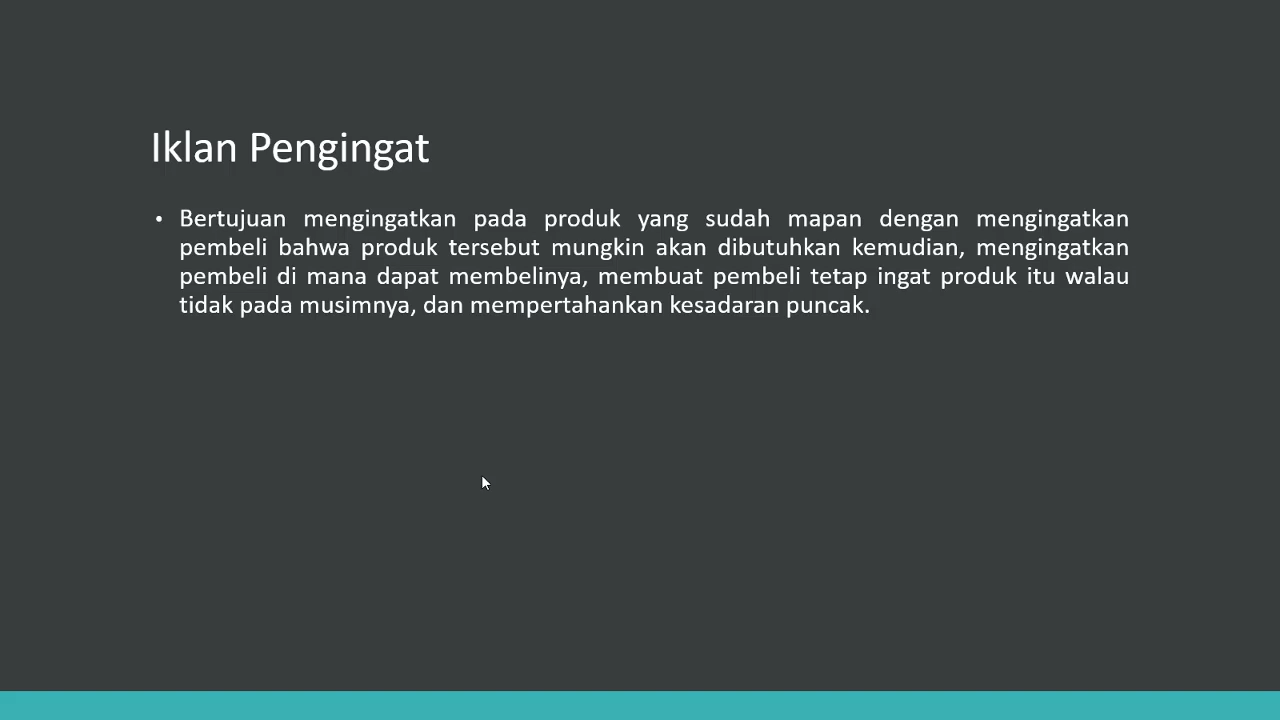 Iklan Pengingat
• Bertujuan mengingatkan pada produk yang sudah mapan dengan mengingatkan
pembeli bahwa produk tersebut mungkin akan dibutuhkan kemudian, mengingatkan
pembeli di mana dapat membelinya, membuat pembeli tetap ingat produk itu walau
tidak pada musimnya, dan mempertahankan kesadaran puncak.